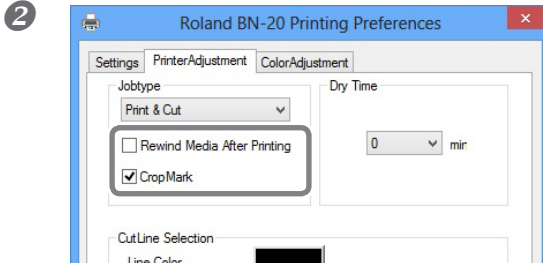 2
Roland BN-20 Printing Preferences
Settings PrinterAdjustment ColorAdjustment
Jobtype
Dry Time
Print & Cut
0 min
Rewind Media After Printing
CropMark
CutLine Selection
Line Color